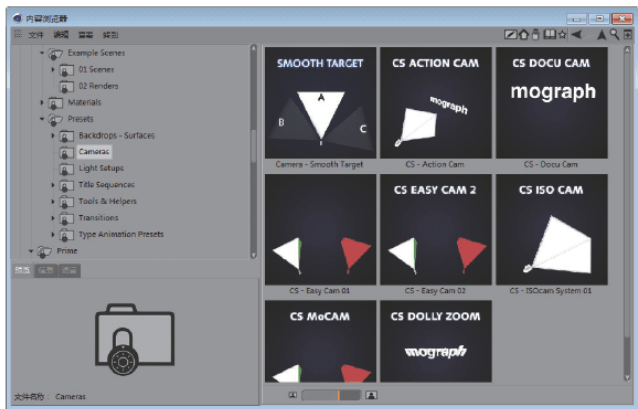 内容浏览器
文件 编辑 查看 转到
Example Scenes
01 Scenes
02 Renders
Materials
Presets
Backdrops - Surfaces
Cameras
Light Setups
Title Sequences
Tools & Helpers
Transitions
Type Animation Presets
Prime
文件名称： Cameras
SMOOTH TARGET
A
B
C
Camera - Smooth Target
CS ACTION CAM
mograph
CS - Action Cam
CS DOCU CAM
mograph
CS - Docu Cam
CS - Easy Cam 01
CS EASY CAM 2
CS - Easy Cam 02
CS ISO CAM
CS - ISOcam System 01
CS MoCAM
CS DOLLY ZOOM
mograph